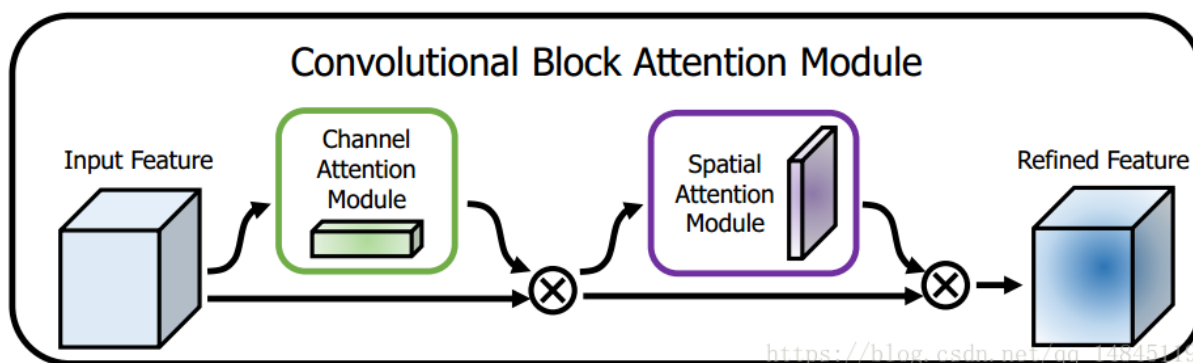 Convolutional Block Attention Module
Input Feature
Channel
Attention
Module
Spatial
Attention
Module
Refined Feature